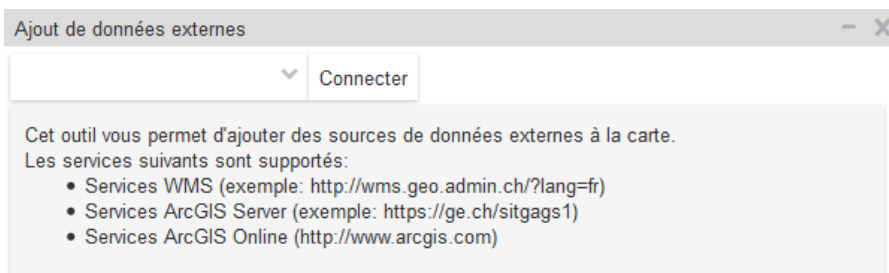 Ajout de données externes
Connecter
Cet outil vous permet d'ajouter des sources de données externes à la carte.
Les services suivants sont supportés:
• Services WMS (exemple: http://wms.geo.admin.ch/?lang=fr)
• Services ArcGIS Server (exemple: https://ge.ch/sitgags1)
• Services ArcGIS Online (http://www.arcgis.com)